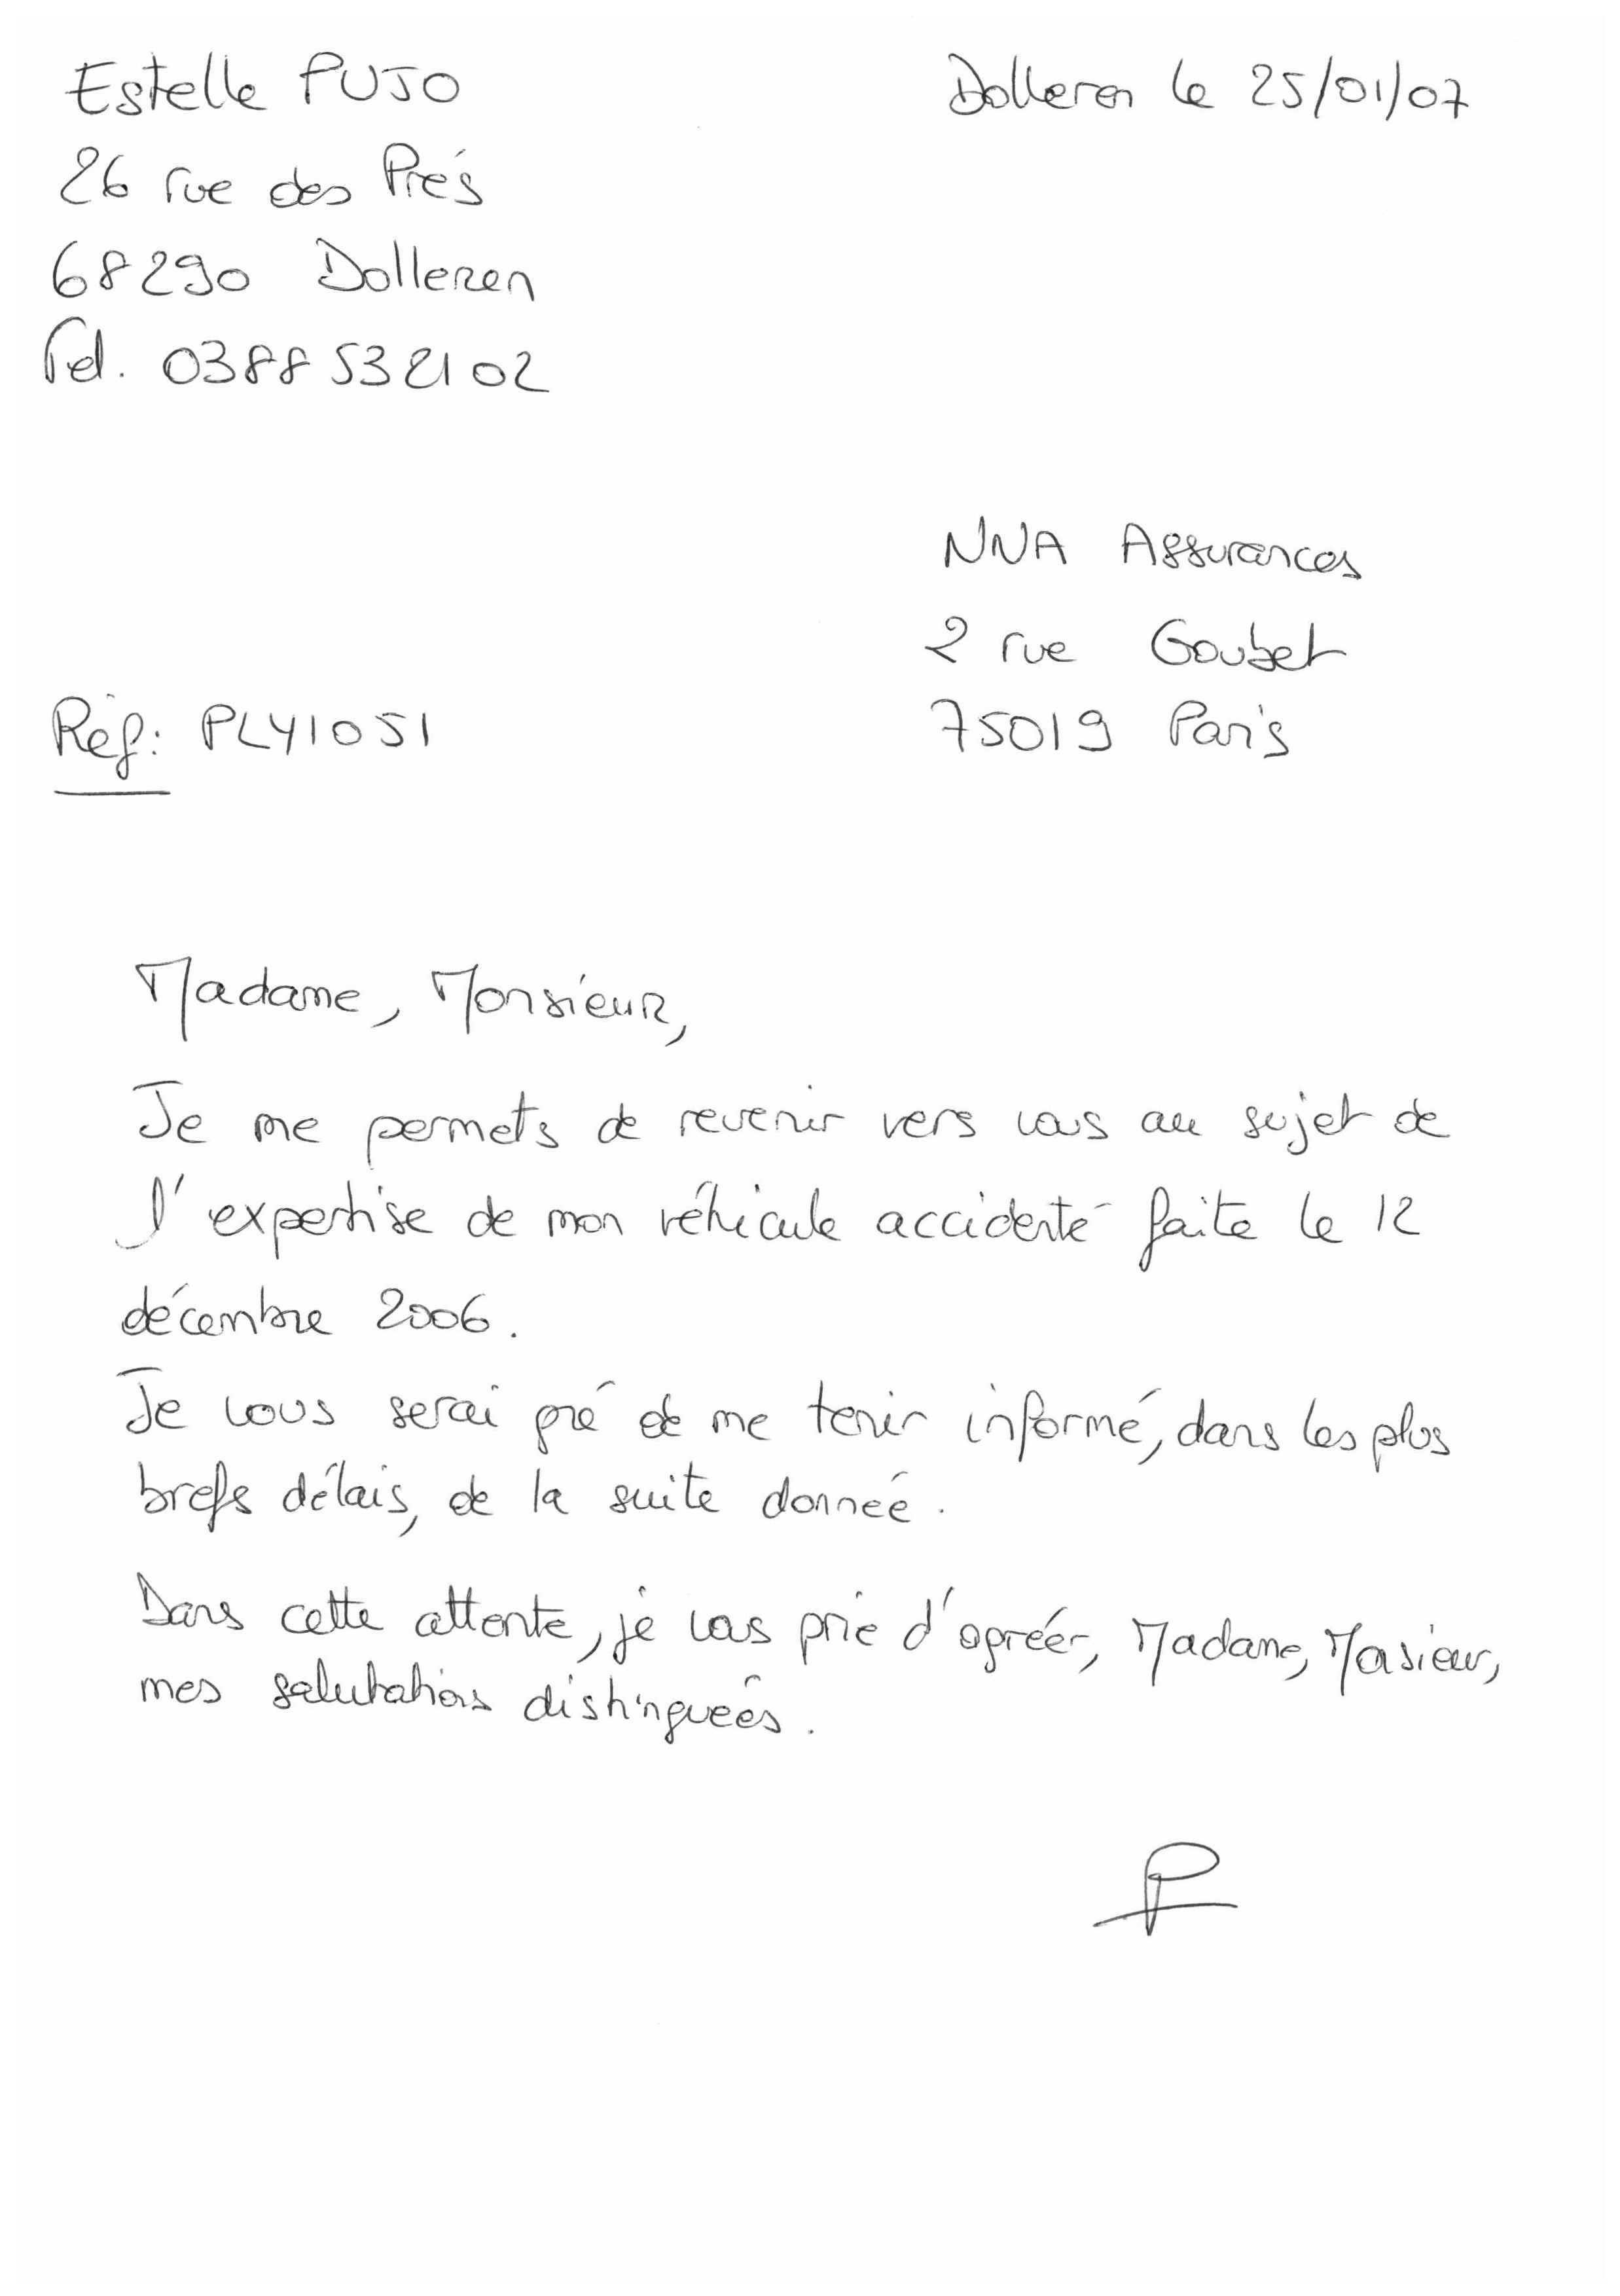 Estelle PUJO
Dolleren le 25/01/07
26 rue des Prés
68290 Dolleren
Tel. 0388532102
NNA Assurances
2 rue Goubet
75019 Paris
Réf: PLY1051
Madame, Monsieur,
Je me permets de revenir vers vous au sujet de
l'expertise de mon véhicule accidenté faite le 12
décembre 2006.
Je vous serai gré de me tenir informé, dans les plus
brefs délais, de la suite donnée.
Dans cette attente, je vous prie d'agréer, Madame, Monsieur,
mes salutations distinguées.